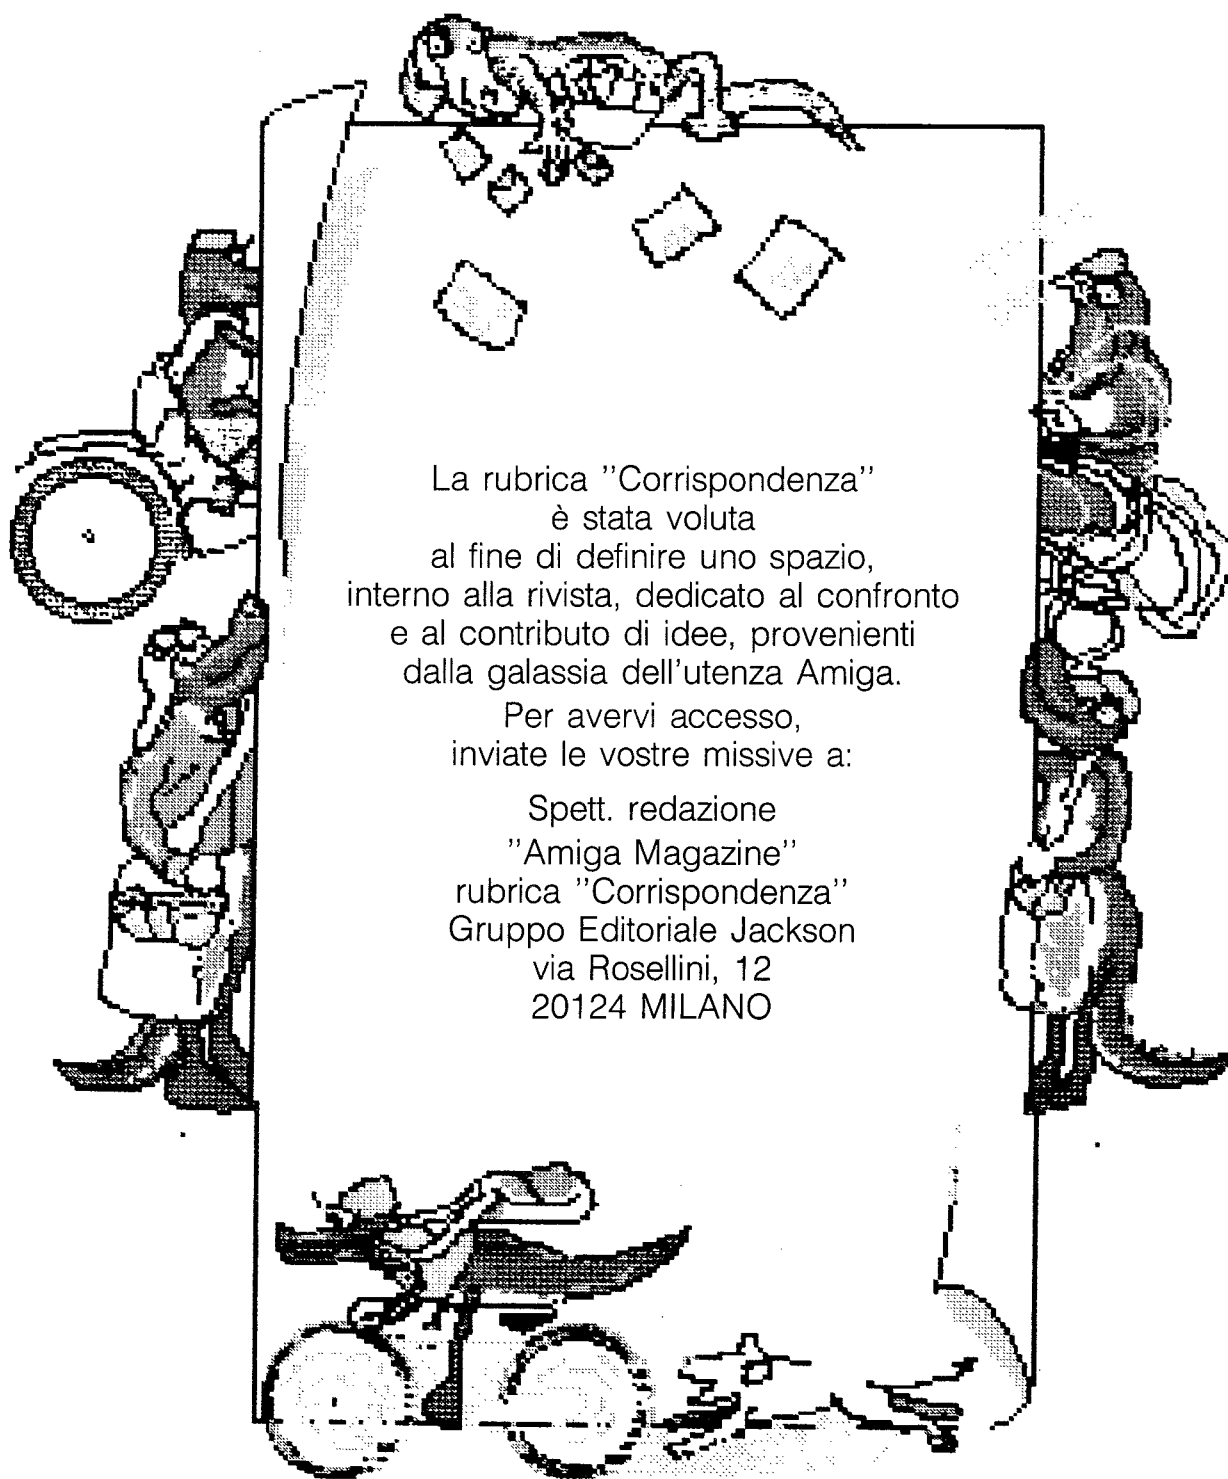 La rubrica ''Corrispondenza''
è stata voluta
al fine di definire uno spazio,
interno alla rivista, dedicato al confronto
e al contributo di idee, provenienti
dalla galassia dell'utenza Amiga.
Per avervi accesso,
inviate le vostre missive a:
Spett. redazione
''Amiga Magazine''
rubrica ''Corrispondenza''
Gruppo Editoriale Jackson
via Rosellini, 12
20124 MILANO